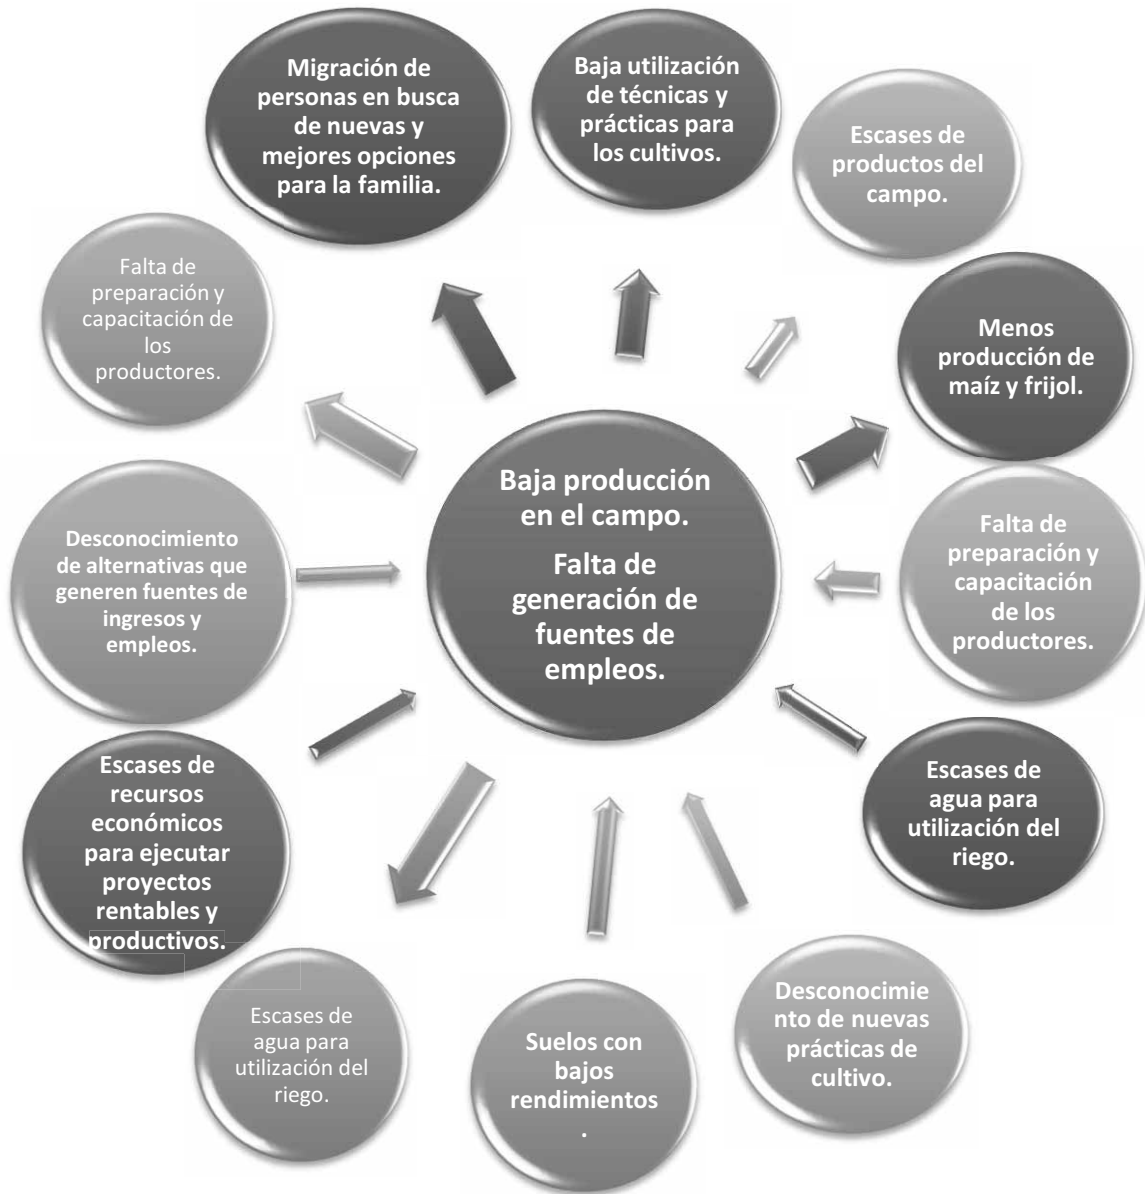 Migración de
personas en busca
de nuevas y
mejores opciones
para la familia.
Baja utilización
de técnicas y
prácticas para
los cultivos.
Escases de
productos del
campo.
Menos
producción de
maíz y frijol.
Falta de
preparación y
capacitación
de los
productores.
Escases de
agua para
utilización del
riego.
Desconocimie
nto de nuevas
prácticas de
cultivo.
Suelos con
bajos
rendimientos
.
Escases de
agua para
utilización del
riego.
Escases de
recursos
económicos
para ejecutar
proyectos
rentables y
productivos.
Desconocimiento
de alternativas que
generen fuentes de
ingresos y
empleos.
Falta de
preparación y
capacitación de
los
productores.
Baja producción
en el campo.
Falta de
generación de
fuentes de
empleos.